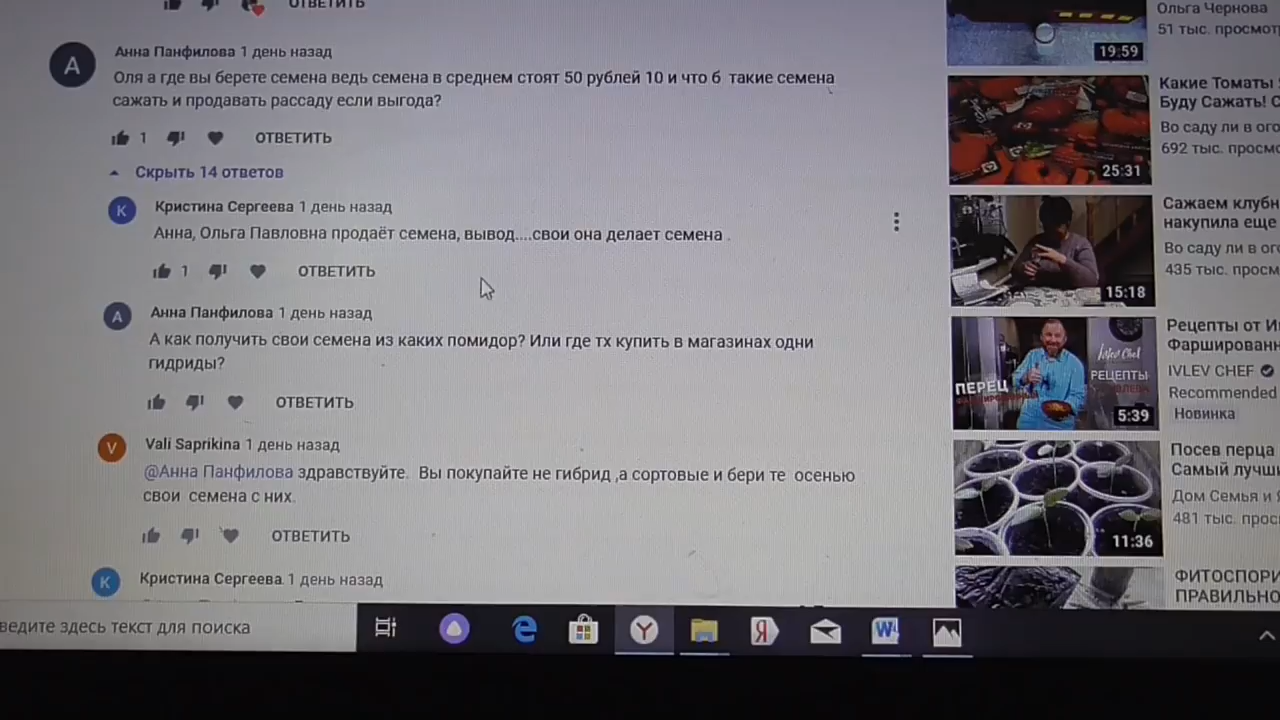 ОТВЕТИТЬ
А
Анна Панфилова 1 день назад
Оля а где вы берете семена ведь семена в среднем стоят 50 рублей 10 и что б такие семена
сажать и продавать рассаду если выгода?
1 ОТВЕТИТЬ
Скрыть 14 ответов
К
Кристина Сергеева 1 день назад
Анна, Ольга Павловна продаёт семена, вывод....свои она делает семена .
1 ОТВЕТИТЬ
А
Анна Панфилова 1 день назад
А как получить свои семена из каких помидор? Или где тх купить в магазинах одни
гидриды?
ОТВЕТИТЬ
V
Vali Saprikina 1 день назад
@Анна Панфилова здравствуйте. Вы покупайте не гибрид ,а сортовые и бери те осенью
свои семена с них.
ОТВЕТИТЬ
К
Кристина Сергеева 1 день назад
Ольга Чернова
51 тыс.
19:59
Какие Томаты
Буду Сажать!
Во саду ли в ого
692 тыс.
25:31
Сажаем клубн
накупила еще
Во саду ли в ого
435 тыс.
15:18
Рецепты от
Фаршированн
IVLEV CHEF
Recommended
Новинка
Ivlev Chef
ПЕРЕЦ
РЕЦЕПТЫ
5:39
Посев перца
Самый лучш
Дом Семья и
481 тыс.
11:36
ФИТОСПОРИ
ПРАВИЛЬНО
ведите здесь текст для поиска
e
Y
Я
W